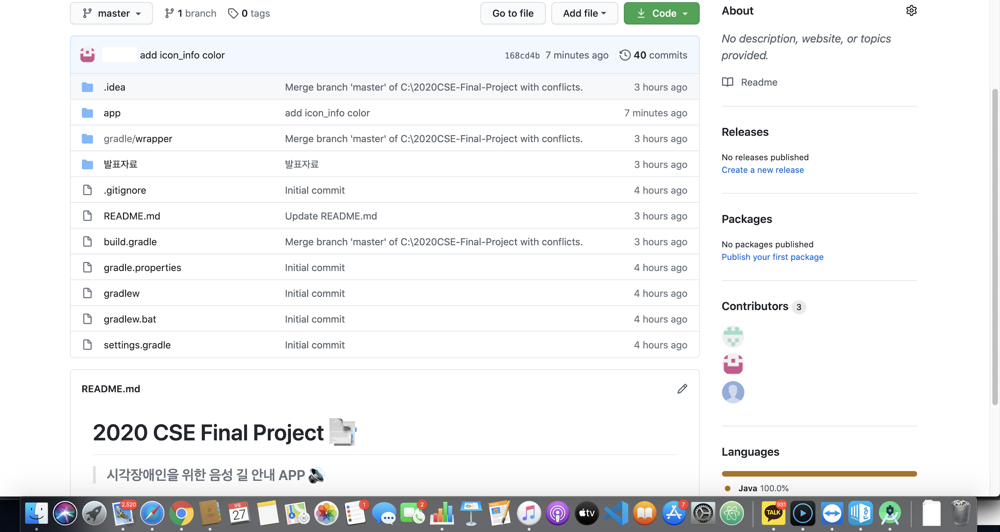 master
1 branch
0 tags
Go to file
Add file
Code
add icon_info color
168cd4b 7 minutes ago
40 commits
.idea Merge branch 'master' of C:\2020CSE-Final-Project with conflicts. 3 hours ago
app add icon_info color 7 minutes ago
gradle/wrapper Merge branch 'master' of C:\2020CSE-Final-Project with conflicts. 3 hours ago
발표자료 발표자료 3 hours ago
.gitignore Initial commit 4 hours ago
README.md Update README.md 3 hours ago
build.gradle Merge branch 'master' of C:\2020CSE-Final-Project with conflicts. 3 hours ago
gradle.properties Initial commit 4 hours ago
gradlew Initial commit 4 hours ago
gradlew.bat Initial commit 4 hours ago
settings.gradle Initial commit 4 hours ago
README.md
2020 CSE Final Project
시각장애인을 위한 음성 길 안내 APP
About
No description, website, or topics
provided.
Readme
Releases
No releases published
Create a new release
Packages
No packages published
Publish your first package
Contributors 3
Languages
Java 100.0%
2,520
9월
27
3D
1
2
PAGES
tv
7
TALK
931
VIEWER